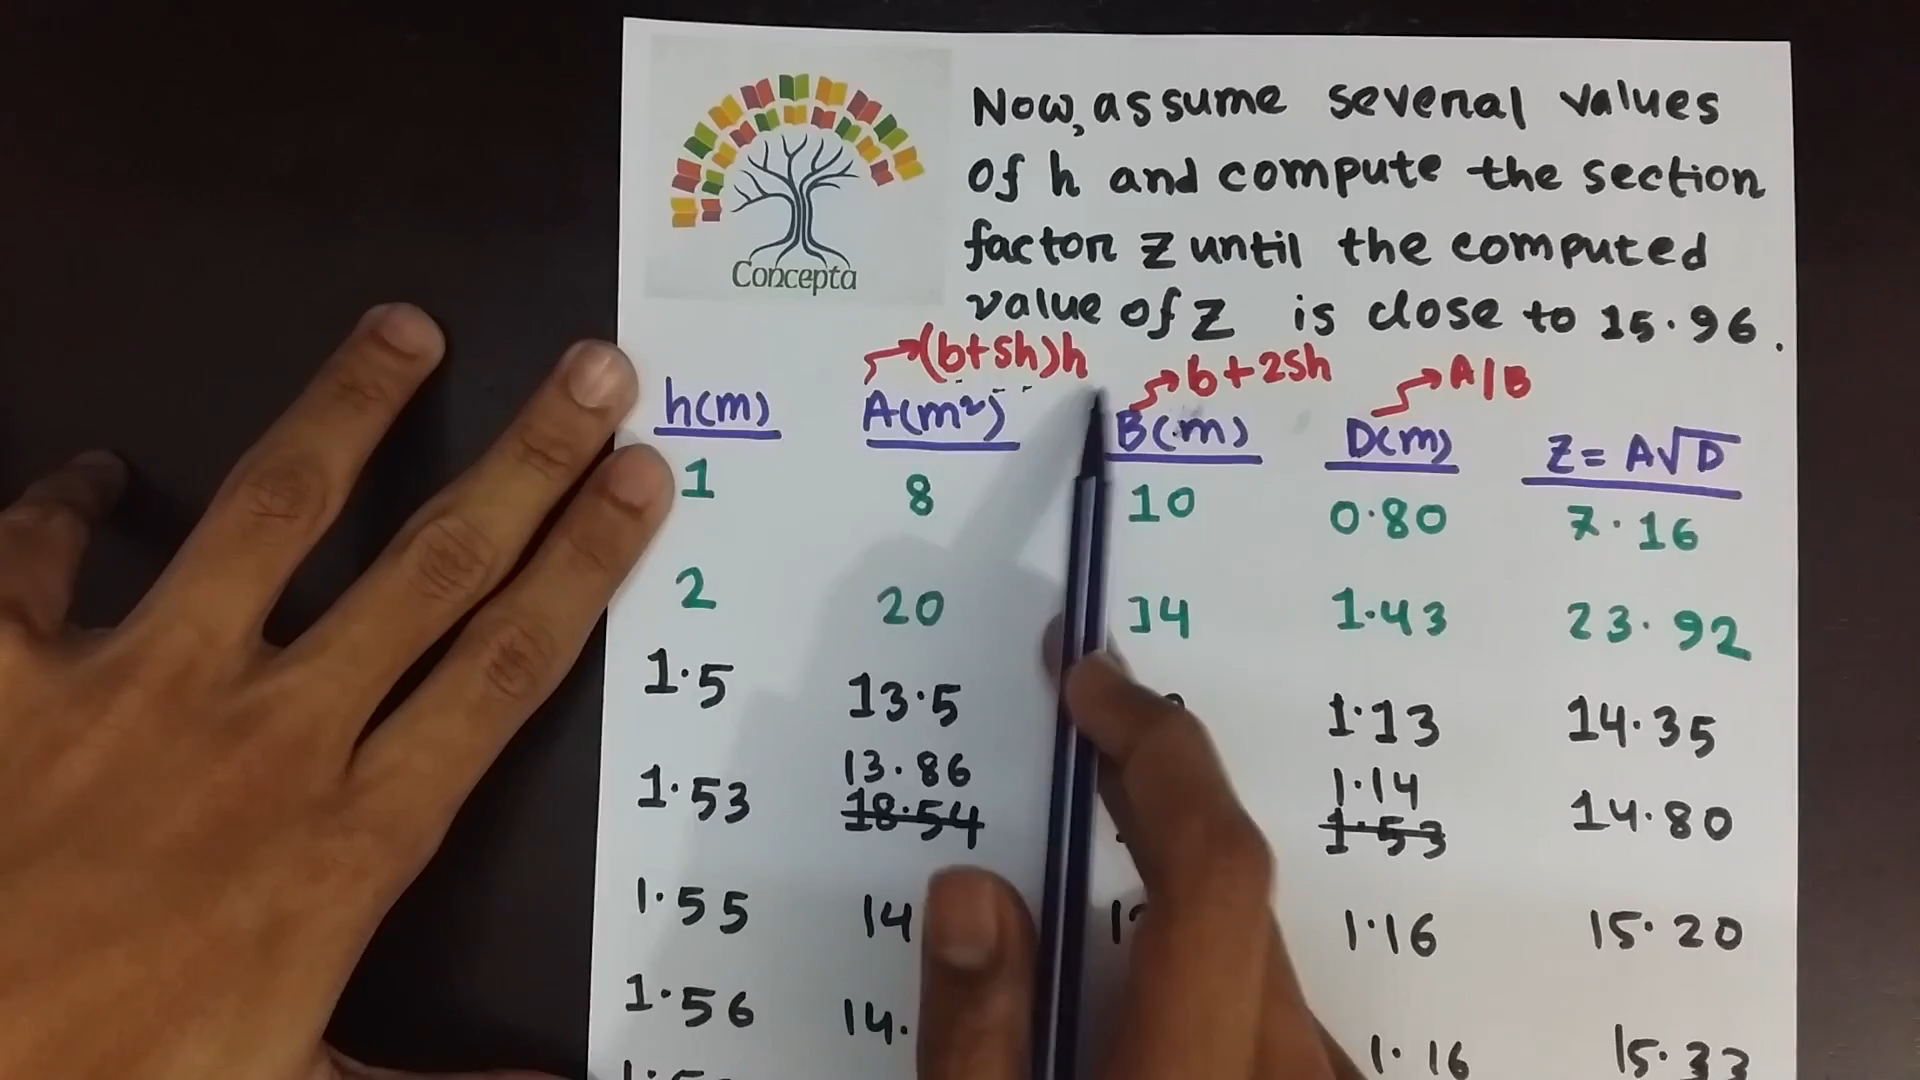 Concepta
Now, assume several values
of h and compute the section
factor z until the computed
value of z is close to 15.96.
(b+sh)h b+2sh A/B
h(m) A(m²) B(m) D(m) Z = A√D
1 8 10 0.80 7.16
2 20 14 1.43 23.92
1.5 13.5 1.13 14.35
13.86 1.14
1.53 18.54 1.53 14.80
1.55 14 1.16 15.20
1.56 14. 1.16 15.33